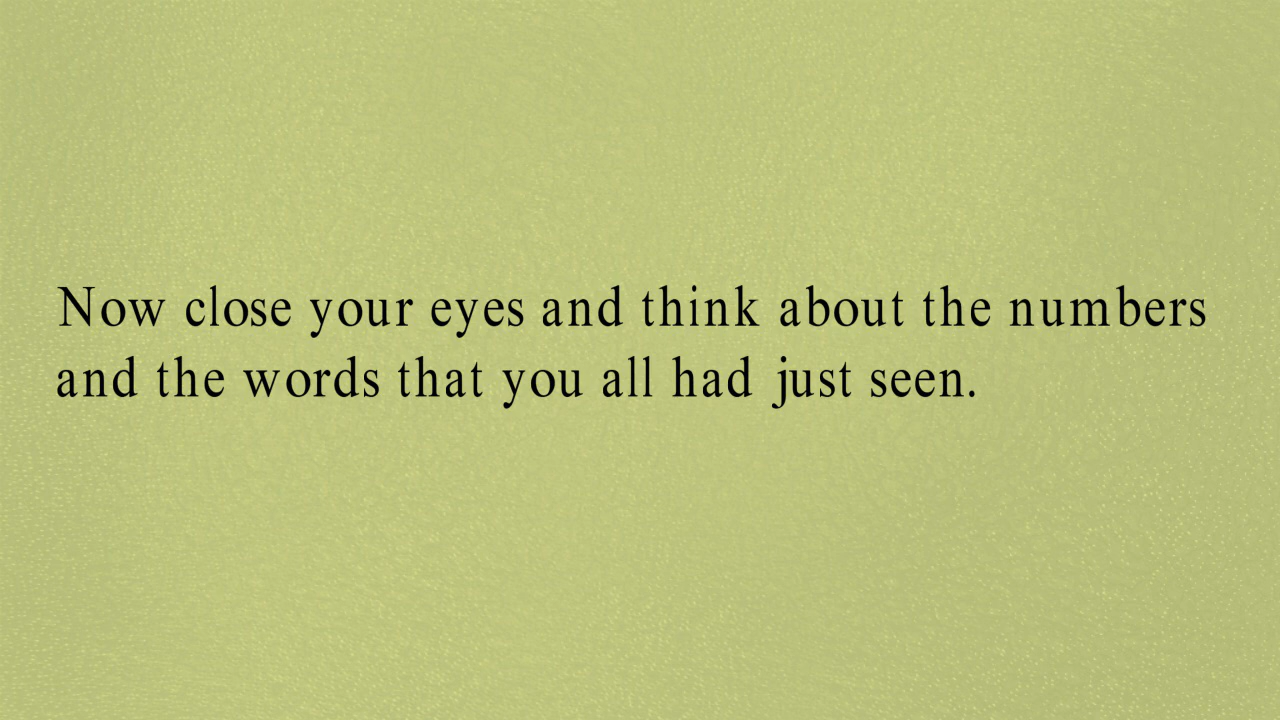 Now close your eyes and think about the numbers
and the words that you all had just seen.